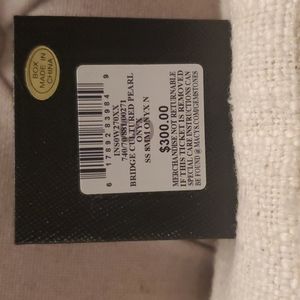 BOX
MADE IN
CHINA
6 17892 83984 9
1NS0W270XX
BRIDGE CULTURED PEARL
ONYX
SS 8MM ONYX N
$300.00
MERCHANDISE NOT RETURNABLE
IF THIS TICKET IS REMOVED
SPECIAL CARE INSTRUCTIONS CAN
BE FOUND @ MACYS.COM/GEMSTONES